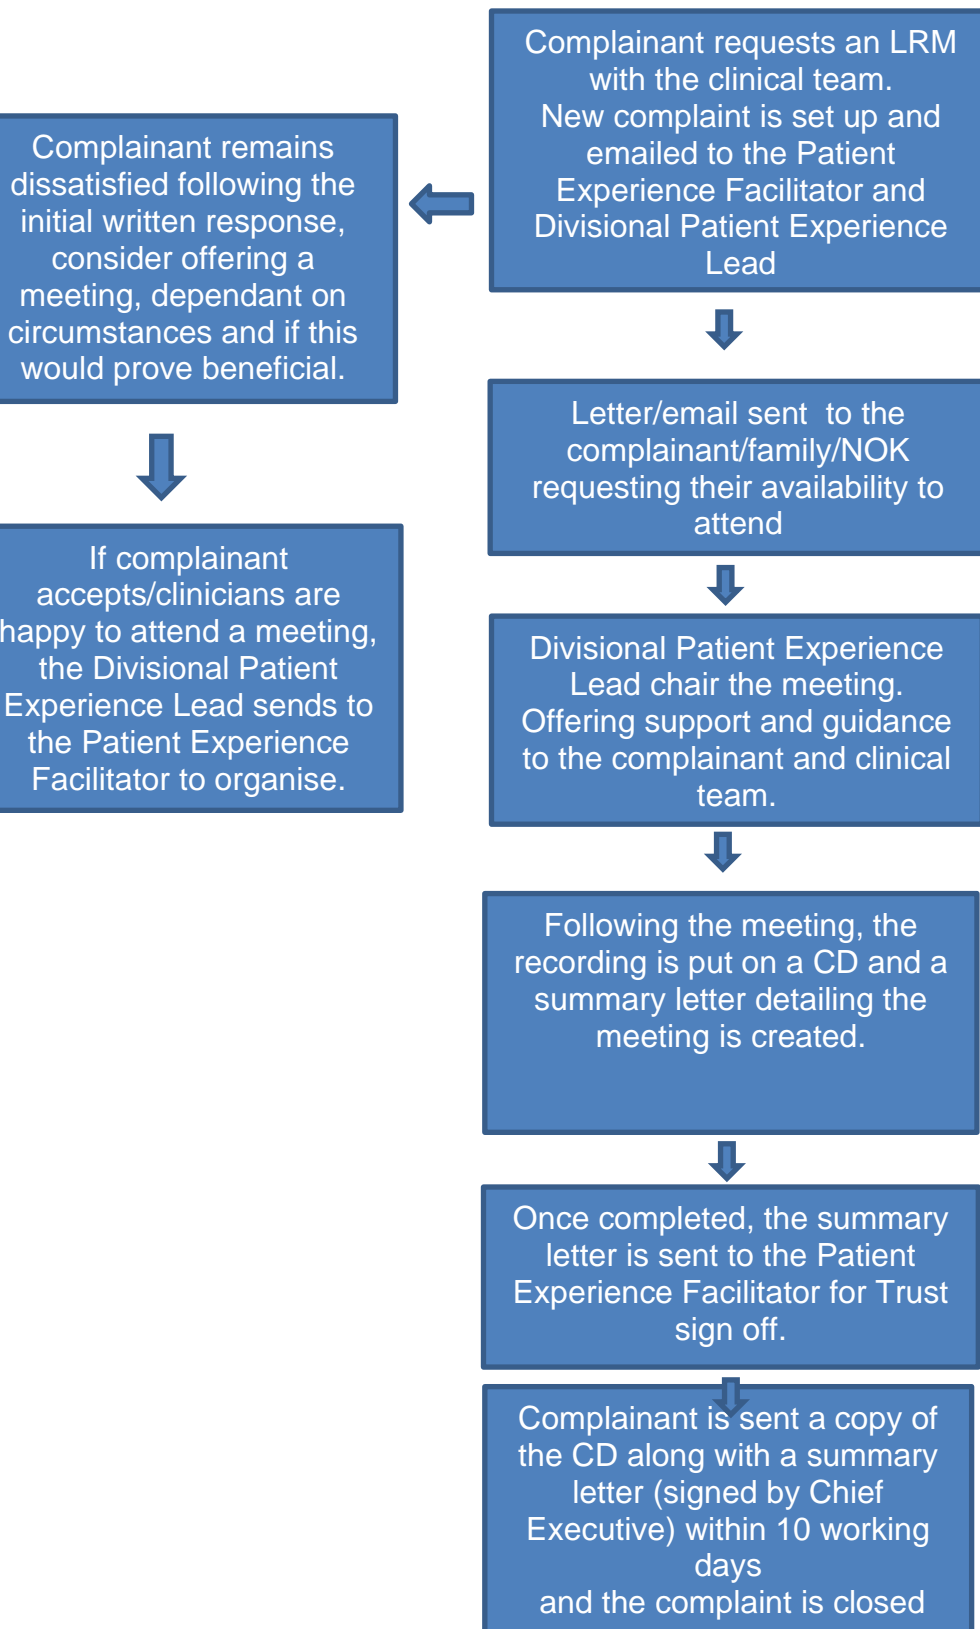 Complainant requests an LRM
with the clinical team.
New complaint is set up and
emailed to the Patient
Experience Facilitator and
Divisional Patient Experience
Lead
Complainant remains
dissatisfied following the
initial written response,
consider offering a
meeting, dependant on
circumstances and if this
would prove beneficial.
If complainant
accepts/clinicians are
happy to attend a meeting,
the Divisional Patient
Experience Lead sends to
the Patient Experience
Facilitator to organise.
Letter/email sent to the
complainant/family/NOK
requesting their availability to
attend
Divisional Patient Experience
Lead chair the meeting.
Offering support and guidance
to the complainant and clinical
team.
Following the meeting, the
recording is put on a CD and a
summary letter detailing the
meeting is created.
Once completed, the summary
letter is sent to the Patient
Experience Facilitator for Trust
sign off.
Complainant is sent a copy of
the CD along with a summary
letter (signed by Chief
Executive) within 10 working
days
and the complaint is closed